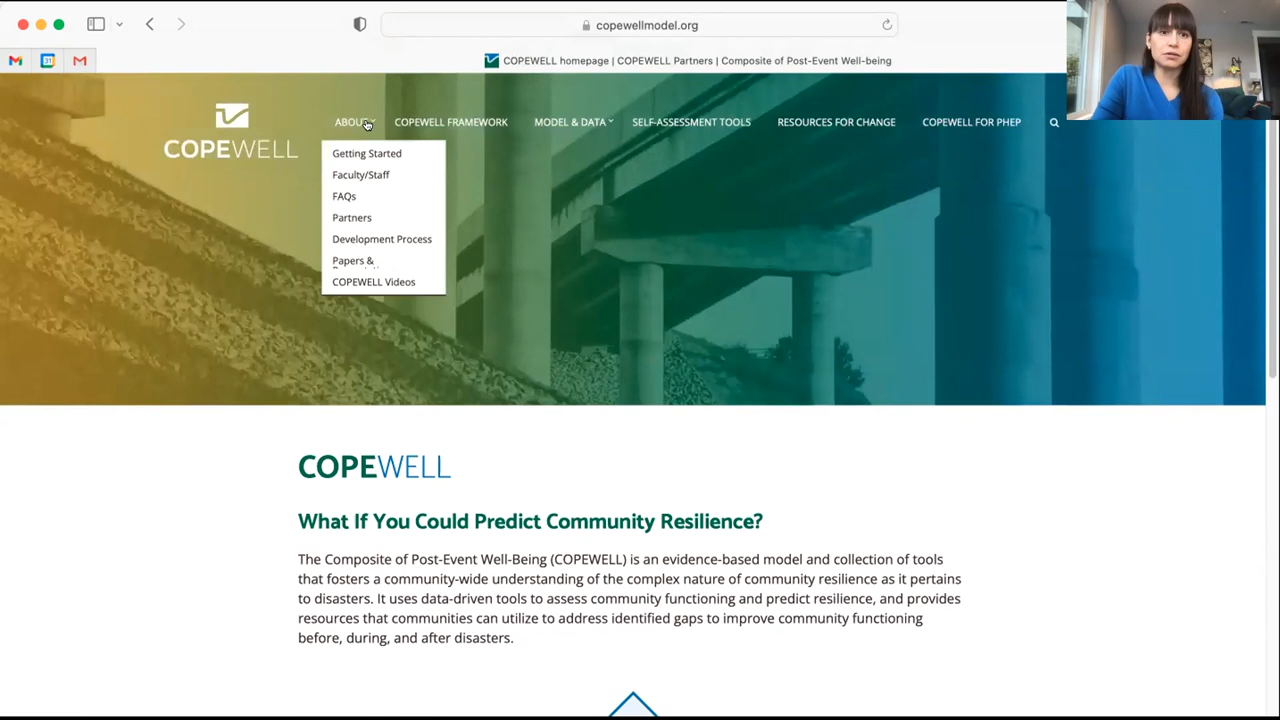 copewellmodel.org
COPEWELL homepage | COPEWELL Partners | Composite of Post-Event Well-being
COPEWELL
ABOUT
COPEWELL FRAMEWORK
MODEL & DATA
SELF-ASSESSMENT TOOLS
RESOURCES FOR CHANGE
COPEWELL FOR PHEP
Getting Started
Faculty/Staff
FAQs
Partners
Development Process
Papers &
COPEWELL Videos
COPEWELL
What If You Could Predict Community Resilience?
The Composite of Post-Event Well-Being (COPEWELL) is an evidence-based model and collection of tools
that fosters a community-wide understanding of the complex nature of community resilience as it pertains
to disasters. It uses data-driven tools to assess community functioning and predict resilience, and provides
resources that communities can utilize to address identified gaps to improve community functioning
before, during, and after disasters.